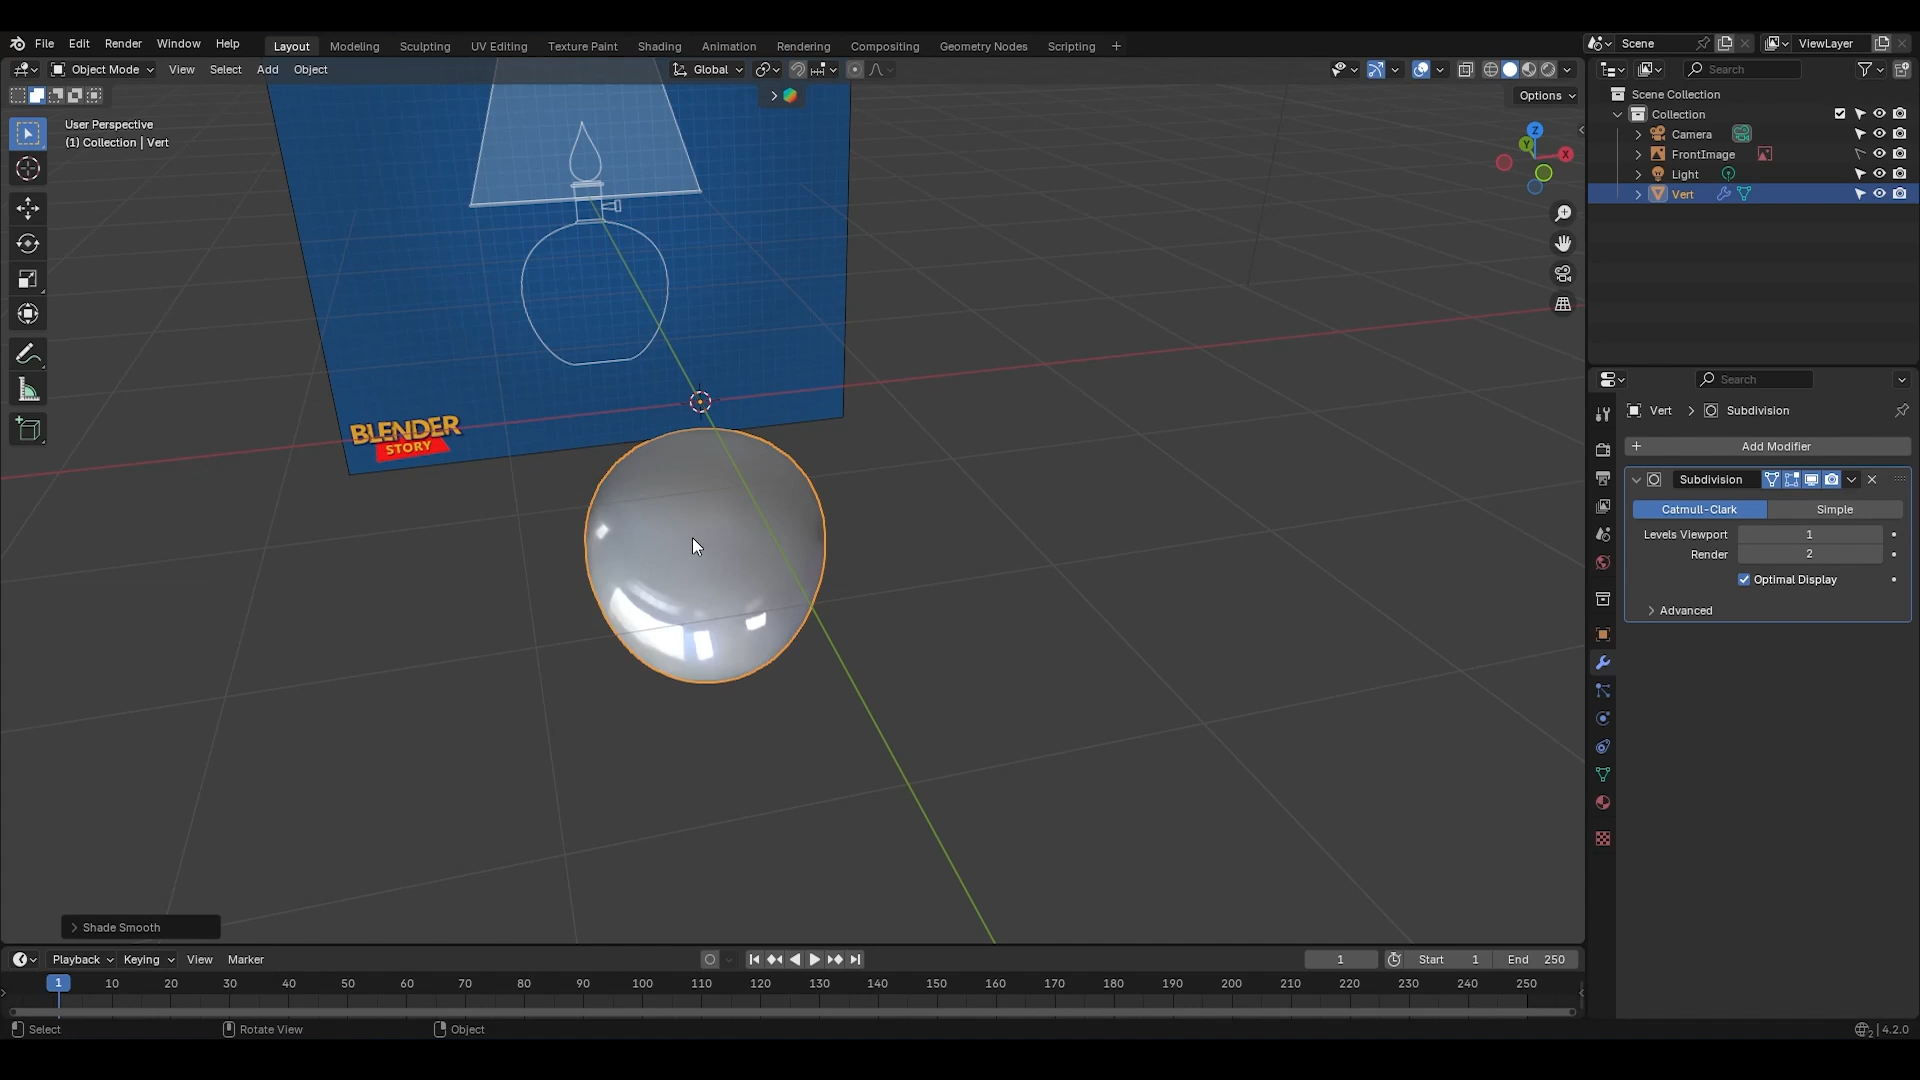 File Edit Render Window Help Layout Modeling Sculpting UV Editing Texture Paint Shading Animation Rendering Compositing Geometry Nodes Scripting + Scene ViewLayer
Object Mode View Select Add Object Global Search
Options
User Perspective
(1) Collection | Vert
Scene Collection
Collection
Camera
FrontImage
Light
Vert
Z
Y
X
BLENDER
STORY
Search
Vert > Subdivision
+ Add Modifier
Subdivision
Catmull-Clark Simple
Levels Viewport 1
Render 2
Optimal Display
Advanced
> Shade Smooth
Playback Keying View Marker 1 Start 1 End 250
1 10 20 30 40 50 60 70 80 90 100 110 120 130 140 150 160 170 180 190 200 210 220 230 240 250
Select Rotate View Object 4.2.0